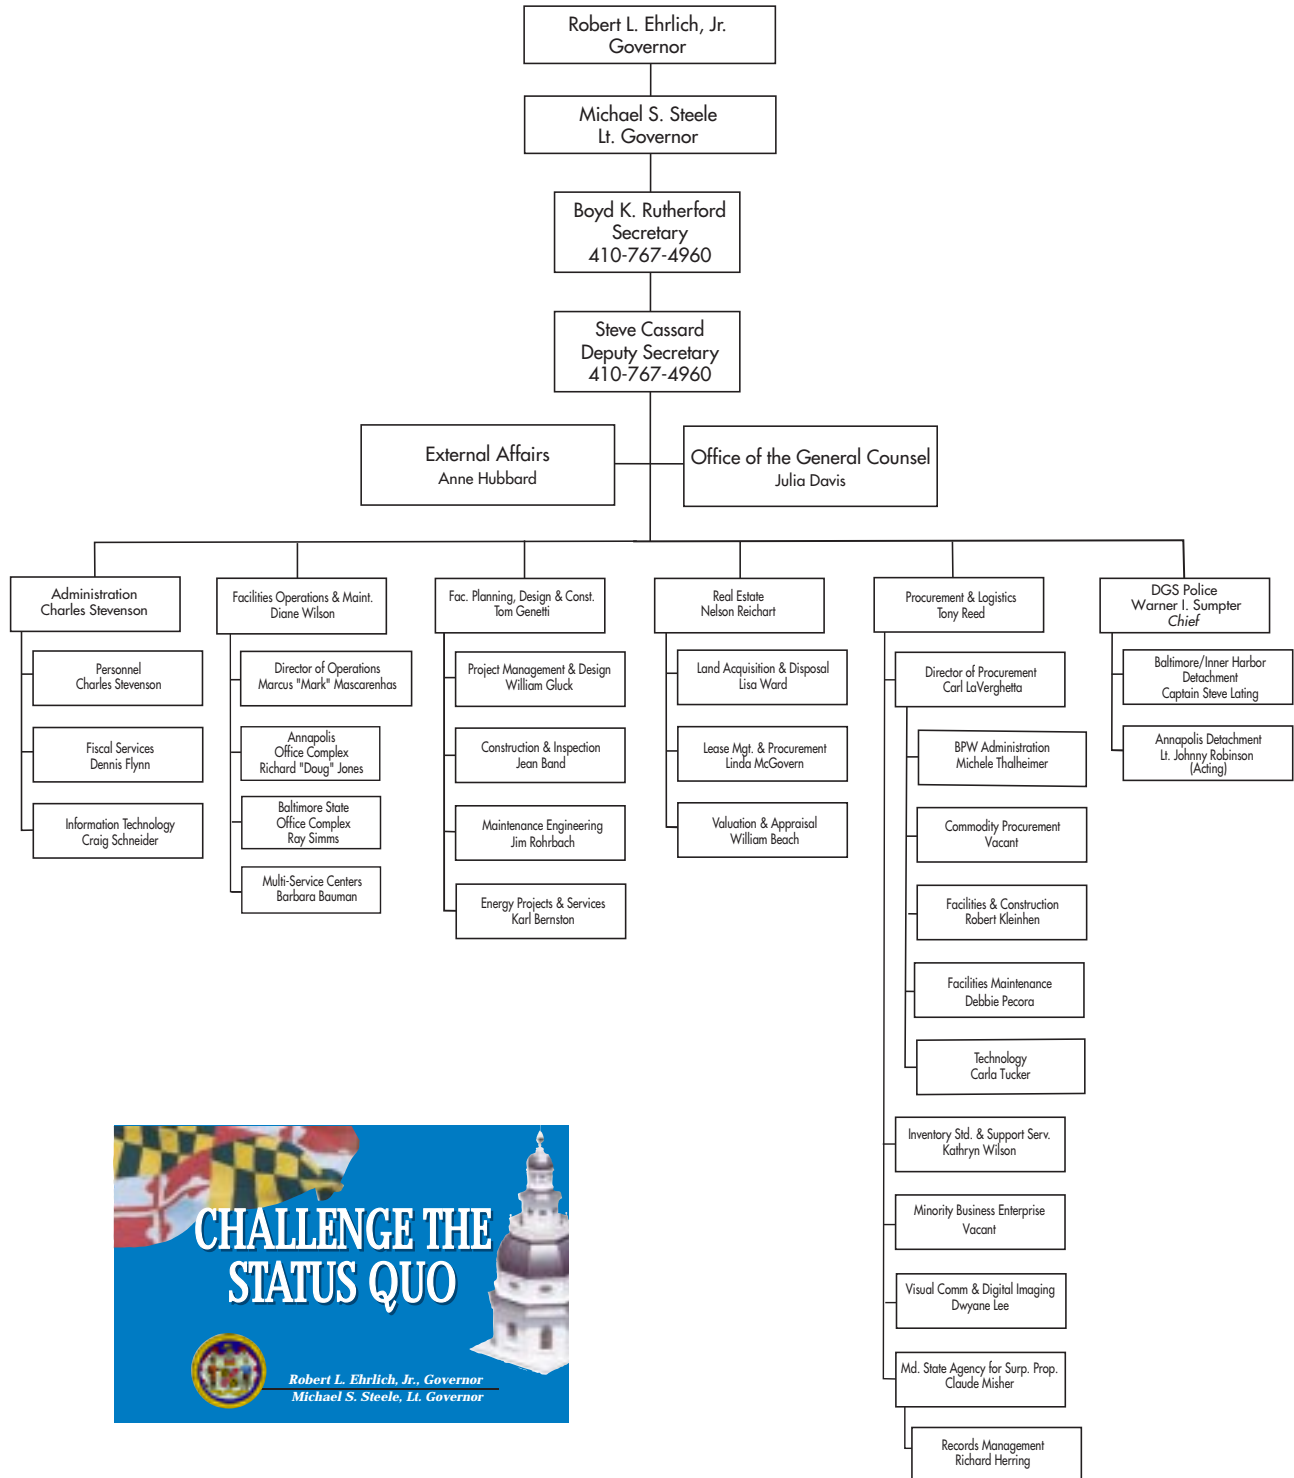 Robert L. Ehrlich, Jr.
Governor
Michael S. Steele
Lt. Governor
Boyd K. Rutherford
Secretary
410-767-4960
Steve Cassard
Deputy Secretary
410-767-4960
External Affairs
Anne Hubbard
Office of the General Counsel
Julia Davis
Administration
Charles Stevenson
Personnel
Charles Stevenson
Fiscal Services
Dennis Flynn
Information Technology
Craig Schneider
Facilities Operations & Maint.
Diane Wilson
Director of Operations
Marcus "Mark" Mascarenhas
Annapolis
Office Complex
Richard "Doug" Jones
Baltimore State
Office Complex
Ray Simms
Multi-Service Centers
Barbara Bauman
Fac. Planning, Design & Const.
Tom Genetti
Project Management & Design
William Gluck
Construction & Inspection
Jean Band
Maintenance Engineering
Jim Rohrbach
Energy Projects & Services
Karl Bernston
Real Estate
Nelson Reichart
Land Acquisition & Disposal
Lisa Ward
Lease Mgt. & Procurement
Linda McGovern
Valuation & Appraisal
William Beach
Procurement & Logistics
Tony Reed
Director of Procurement
Carl LaVerghetta
BPW Administration
Michele Thalheimer
Commodity Procurement
Vacant
Facilities & Construction
Robert Kleinhen
Facilities Maintenance
Debbie Pecora
Technology
Carla Tucker
Inventory Std. & Support Serv.
Kathryn Wilson
Minority Business Enterprise
Vacant
Visual Comm & Digital Imaging
Dwyane Lee
Md. State Agency for Surp. Prop.
Claude Misher
Records Management
Richard Herring
DGS Police
Warner I. Sumpter
Chief
Baltimore/Inner Harbor
Detachment
Captain Steve Lating
Annapolis Detachment
Lt. Johnny Robinson
(Acting)
CHALLENGE THE
STATUS QUO
Robert L. Ehrlich, Jr., Governor
Michael S. Steele, Lt. Governor